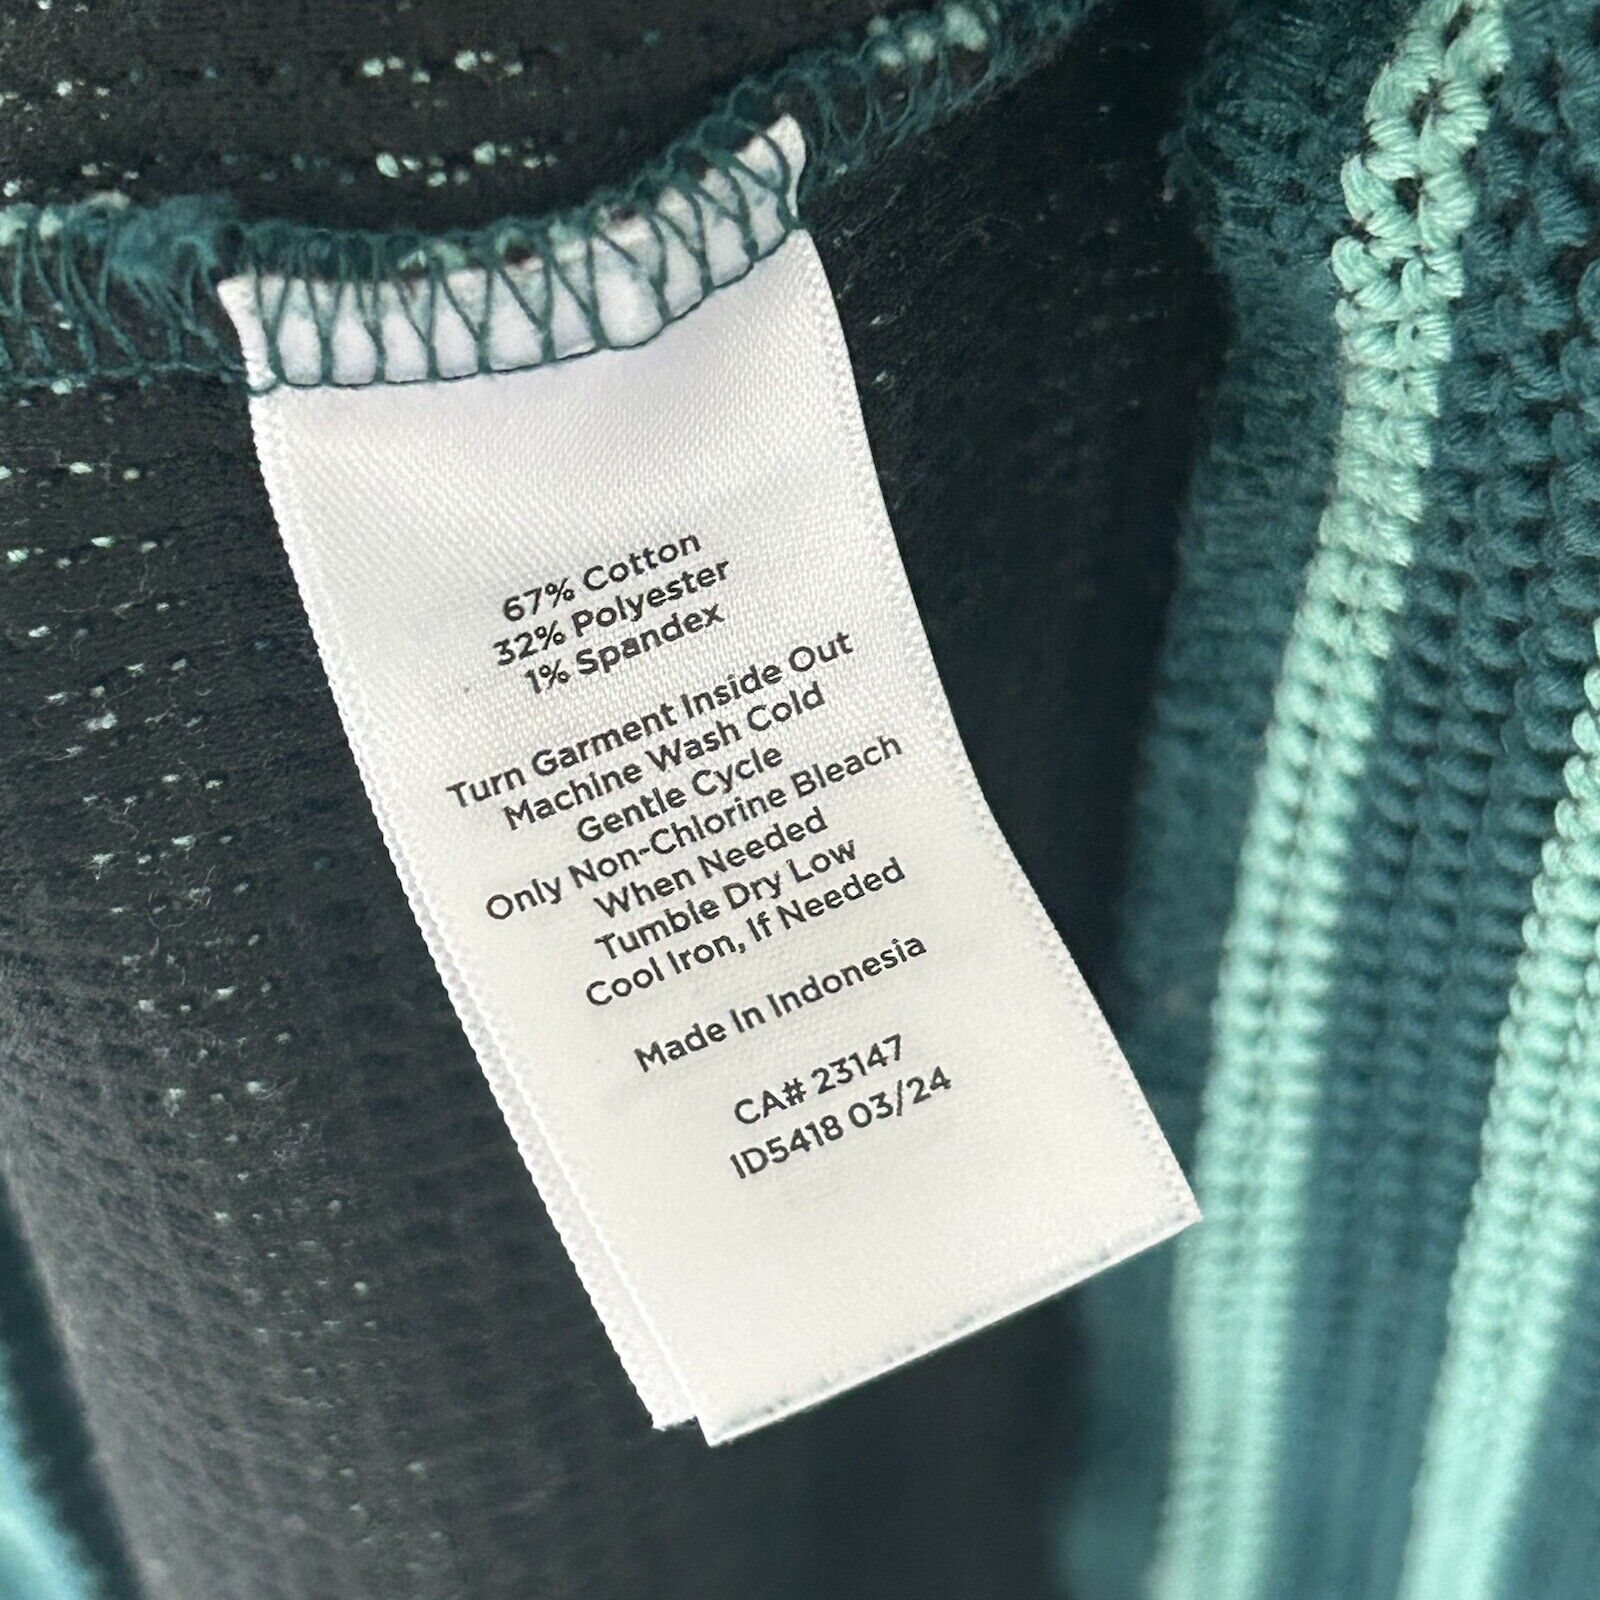 67% Cotton
32% Polyester
1% Spandex
Turn Garment Inside Out
Machine Wash Cold
Gentle Cycle
Only Non-Chlorine Bleach
When Needed
Tumble Dry Low
Cool Iron, If Needed
Made In Indonesia
CA# 23147
ID5418 03/24